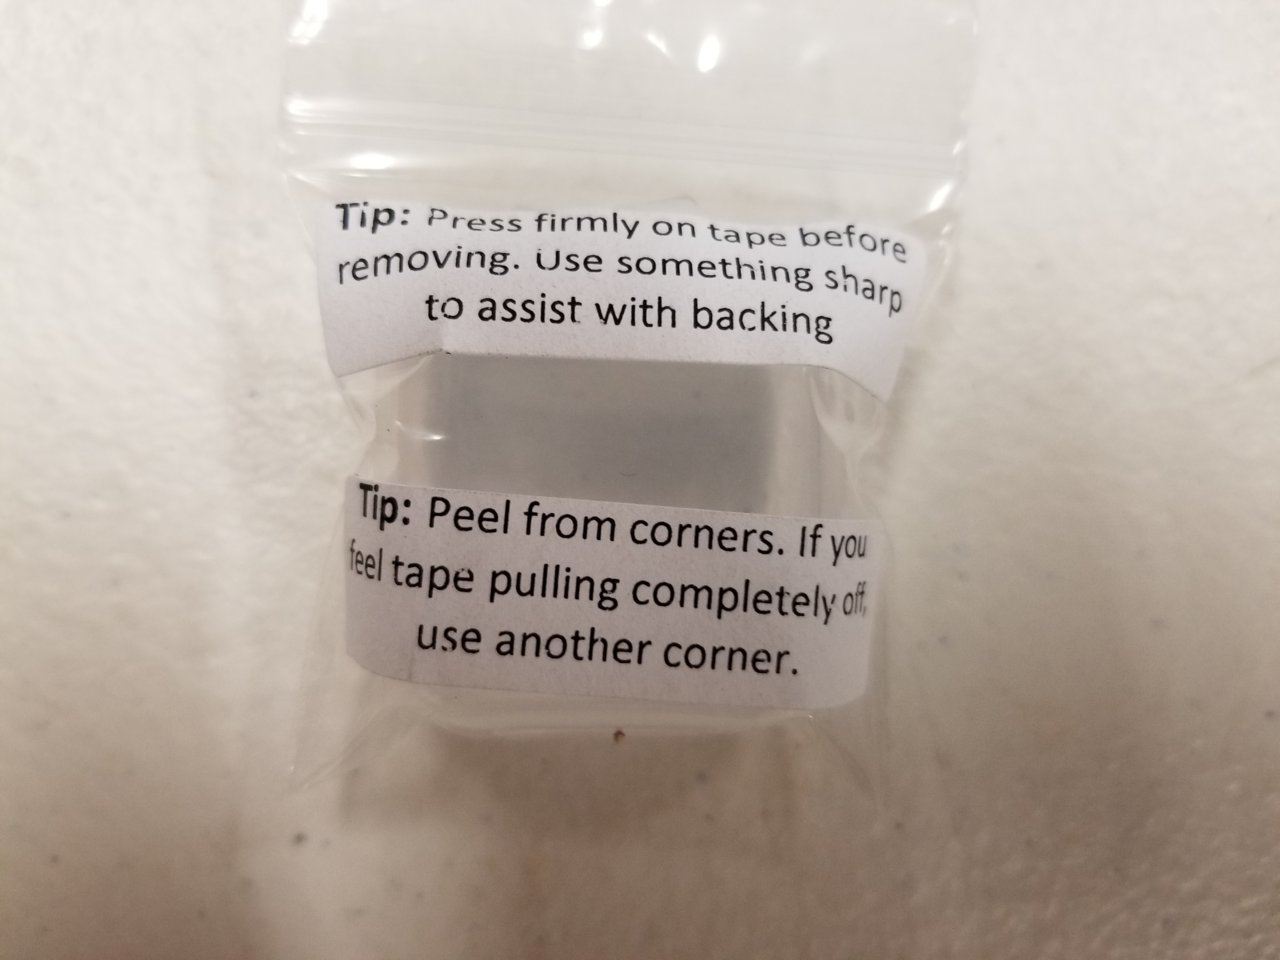 Tip: Press firmly on tape before
removing. Use something sharp
to assist with backing
Tip: Peel from corners. If you
feel tape pulling completely off,
use another corner.